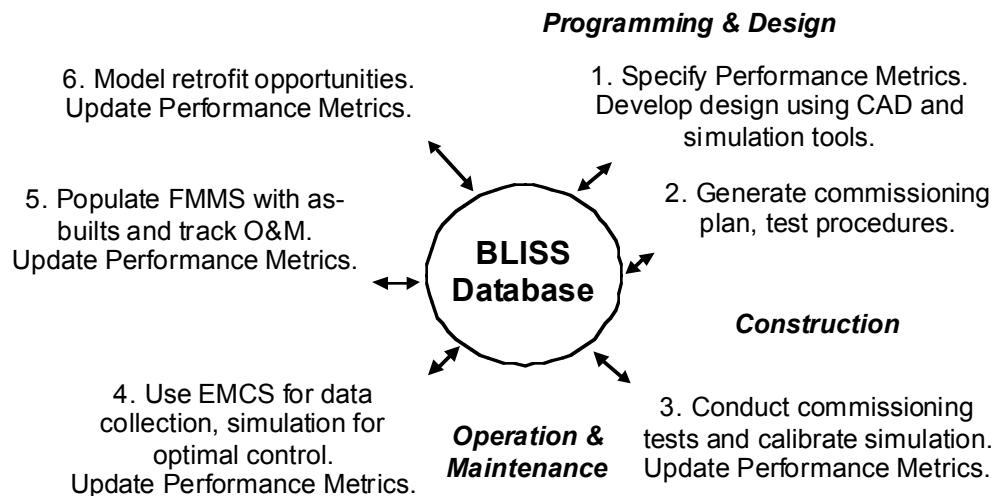 Programming & Design
6. Model retrofit opportunities.
Update Performance Metrics.
1. Specify Performance Metrics.
Develop design using CAD and
simulation tools.
5. Populate FMMS with as-
builts and track O&M.
Update Performance Metrics.
2. Generate commissioning
plan, test procedures.
BLISS
Database
Construction
4. Use EMCS for data
collection, simulation for
optimal control.
Update Performance Metrics.
Operation &
Maintenance
3. Conduct commissioning
tests and calibrate simulation.
Update Performance Metrics.